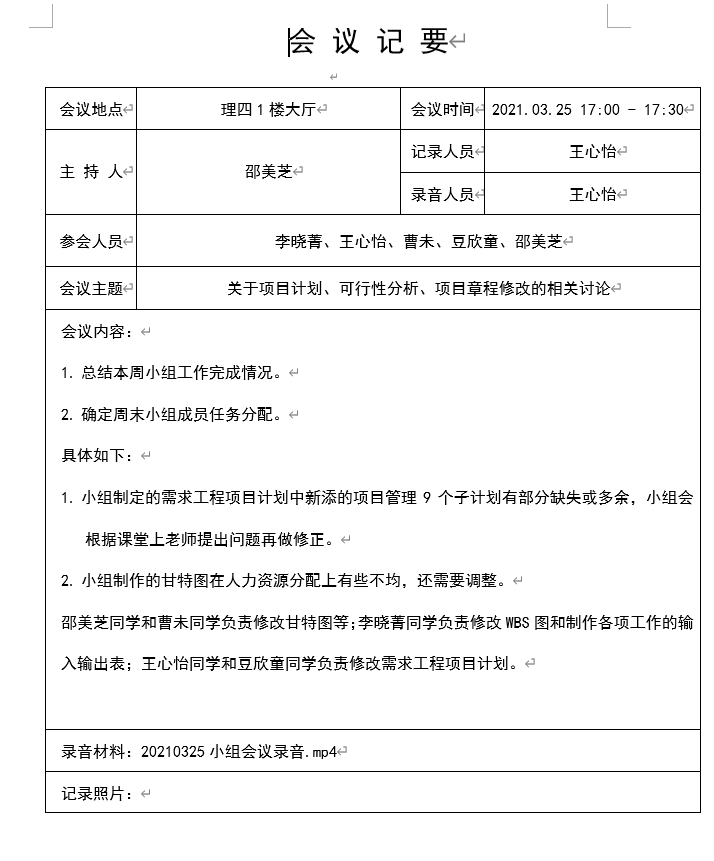 会 议 记 要
会议地点 理四1楼大厅 会议时间 2021.03.25 17:00 - 17:30
主 持 人 邵美芝 记录人员 王心怡
录音人员 王心怡
参会人员 李晓菁、王心怡、曹未、豆欣童、邵美芝
会议主题 关于项目计划、可行性分析、项目章程修改的相关讨论
会议内容：
1. 总结本周小组工作完成情况。
2. 确定周末小组成员任务分配。
具体如下：
1. 小组制定的需求工程项目计划中新添的项目管理 9 个子计划有部分缺失或多余，小组会
根据课堂上老师提出问题再做修正。
2. 小组制作的甘特图在人力资源分配上有些不均，还需要调整。
邵美芝同学和曹未同学负责修改甘特图等；李晓菁同学负责修改 WBS 图和制作各项工作的输
入输出表；王心怡同学和豆欣童同学负责修改需求工程项目计划。
录音材料：20210325 小组会议录音.mp4
记录照片：